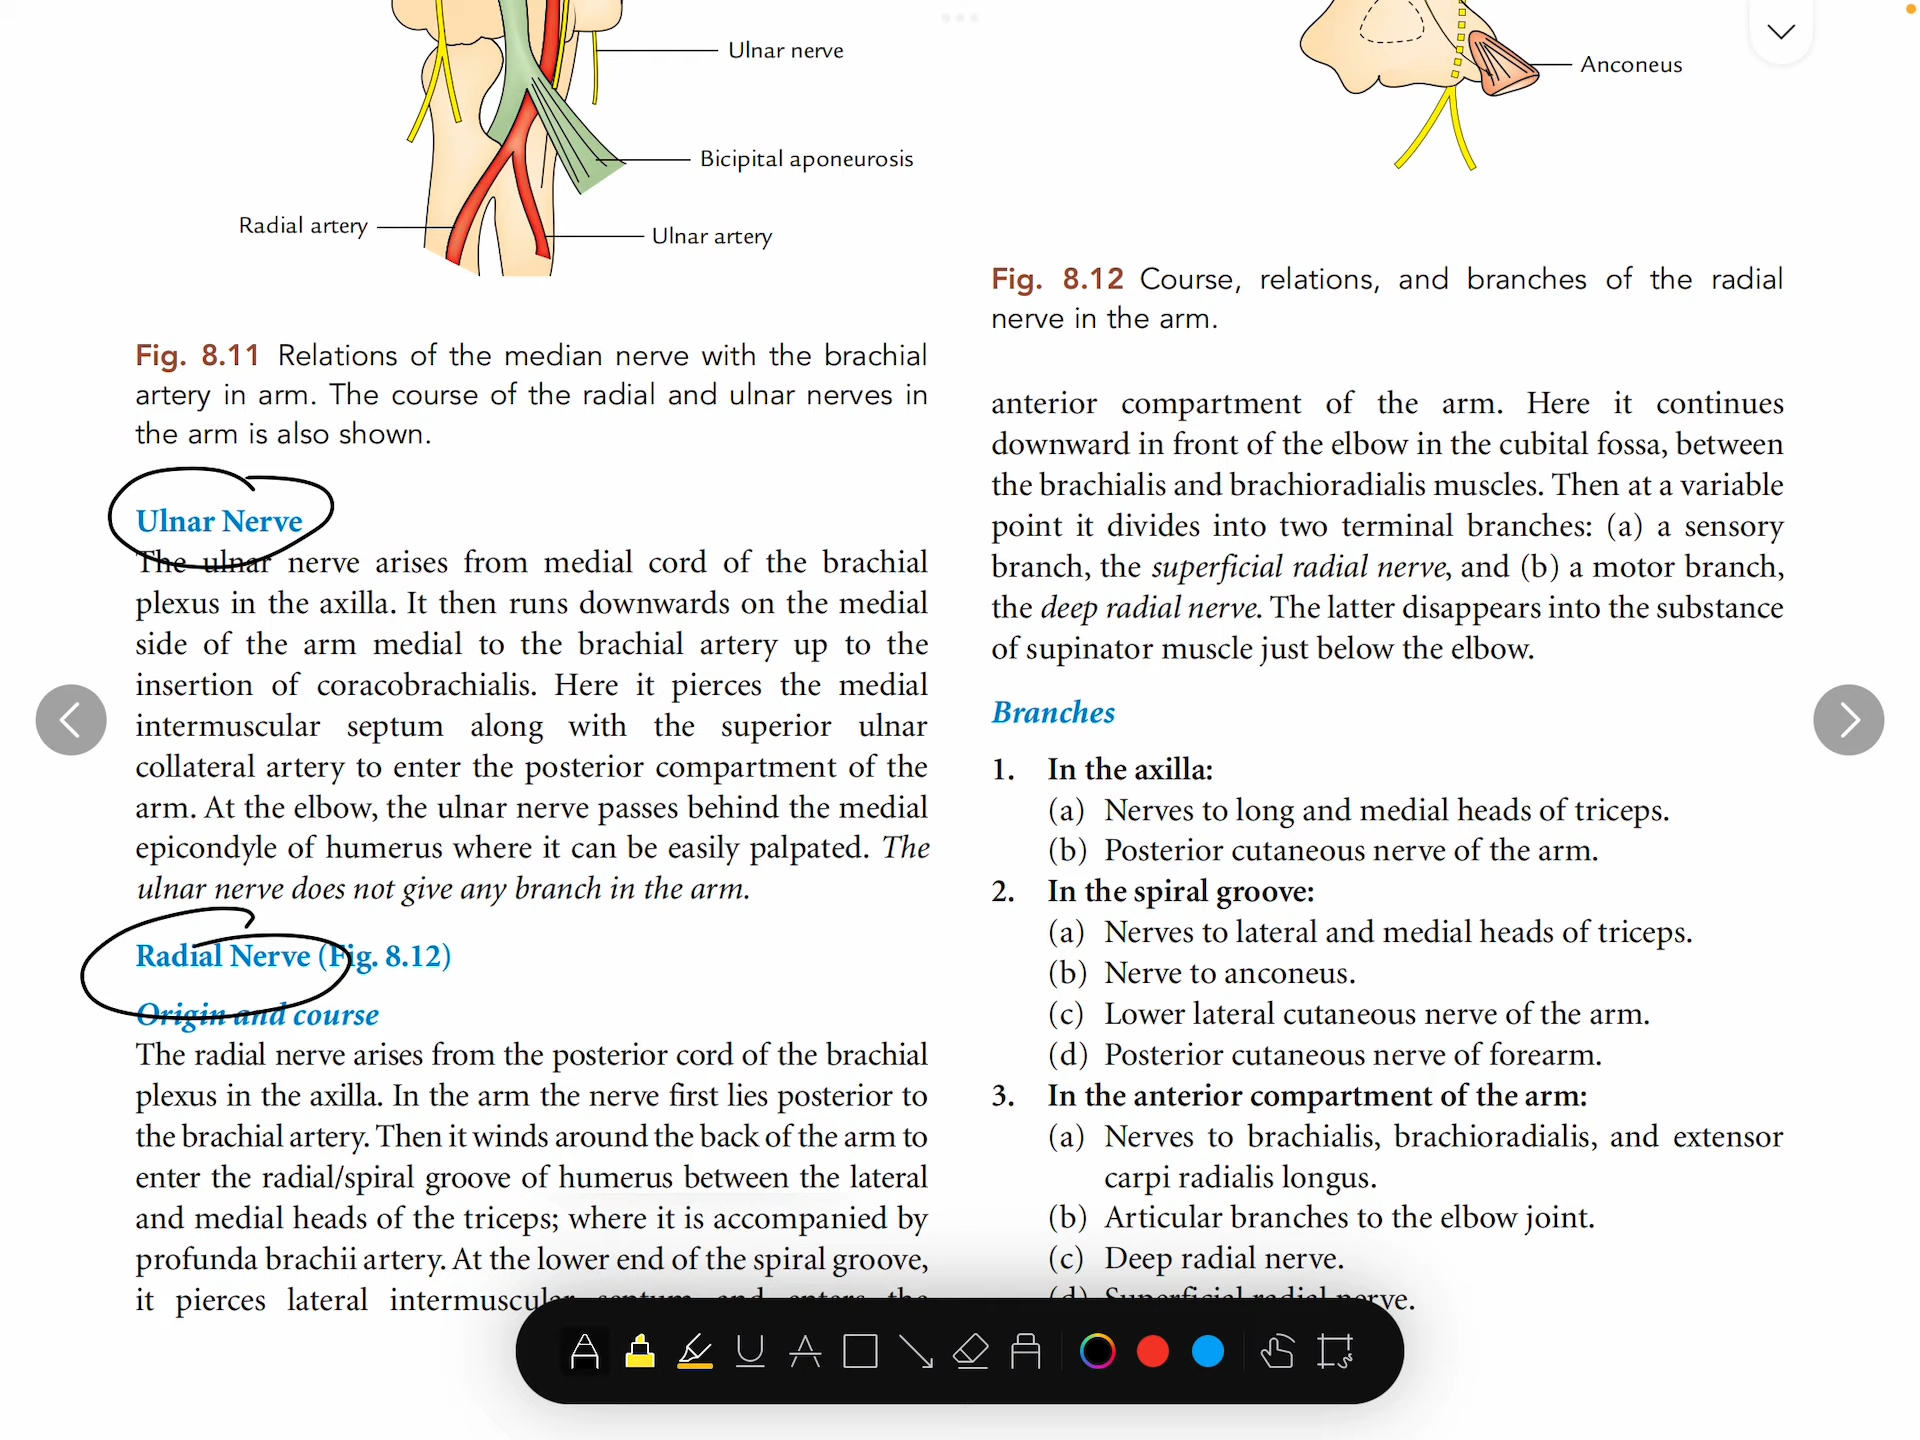 Ulnar nerve
Bicipital aponeurosis
Radial artery
Ulnar artery
Fig. 8.11 Relations of the median nerve with the brachial
artery in arm. The course of the radial and ulnar nerves in
the arm is also shown.
Ulnar Nerve
The ulnar nerve arises from medial cord of the brachial
plexus in the axilla. It then runs downwards on the medial
side of the arm medial to the brachial artery up to the
insertion of coracobrachialis. Here it pierces the medial
intermuscular septum along with the superior ulnar
collateral artery to enter the posterior compartment of the
arm. At the elbow, the ulnar nerve passes behind the medial
epicondyle of humerus where it can be easily palpated. The
ulnar nerve does not give any branch in the arm.
Radial Nerve (Fig. 8.12)
Origin and course
The radial nerve arises from the posterior cord of the brachial
plexus in the axilla. In the arm the nerve first lies posterior to
the brachial artery. Then it winds around the back of the arm to
enter the radial/spiral groove of humerus between the lateral
and medial heads of the triceps; where it is accompanied by
profunda brachii artery. At the lower end of the spiral groove,
it pierces lateral intermuscular septum and enters the
Anconeus
Fig. 8.12 Course, relations, and branches of the radial
nerve in the arm.
anterior compartment of the arm. Here it continues
downward in front of the elbow in the cubital fossa, between
the brachialis and brachioradialis muscles. Then at a variable
point it divides into two terminal branches: (a) a sensory
branch, the superficial radial nerve, and (b) a motor branch,
the deep radial nerve. The latter disappears into the substance
of supinator muscle just below the elbow.
Branches
1. In the axilla:
(a) Nerves to long and medial heads of triceps.
(b) Posterior cutaneous nerve of the arm.
2. In the spiral groove:
(a) Nerves to lateral and medial heads of triceps.
(b) Nerve to anconeus.
(c) Lower lateral cutaneous nerve of the arm.
(d) Posterior cutaneous nerve of forearm.
3. In the anterior compartment of the arm:
(a) Nerves to brachialis, brachioradialis, and extensor
carpi radialis longus.
(b) Articular branches to the elbow joint.
(c) Deep radial nerve.
(d) Superficial radial nerve.